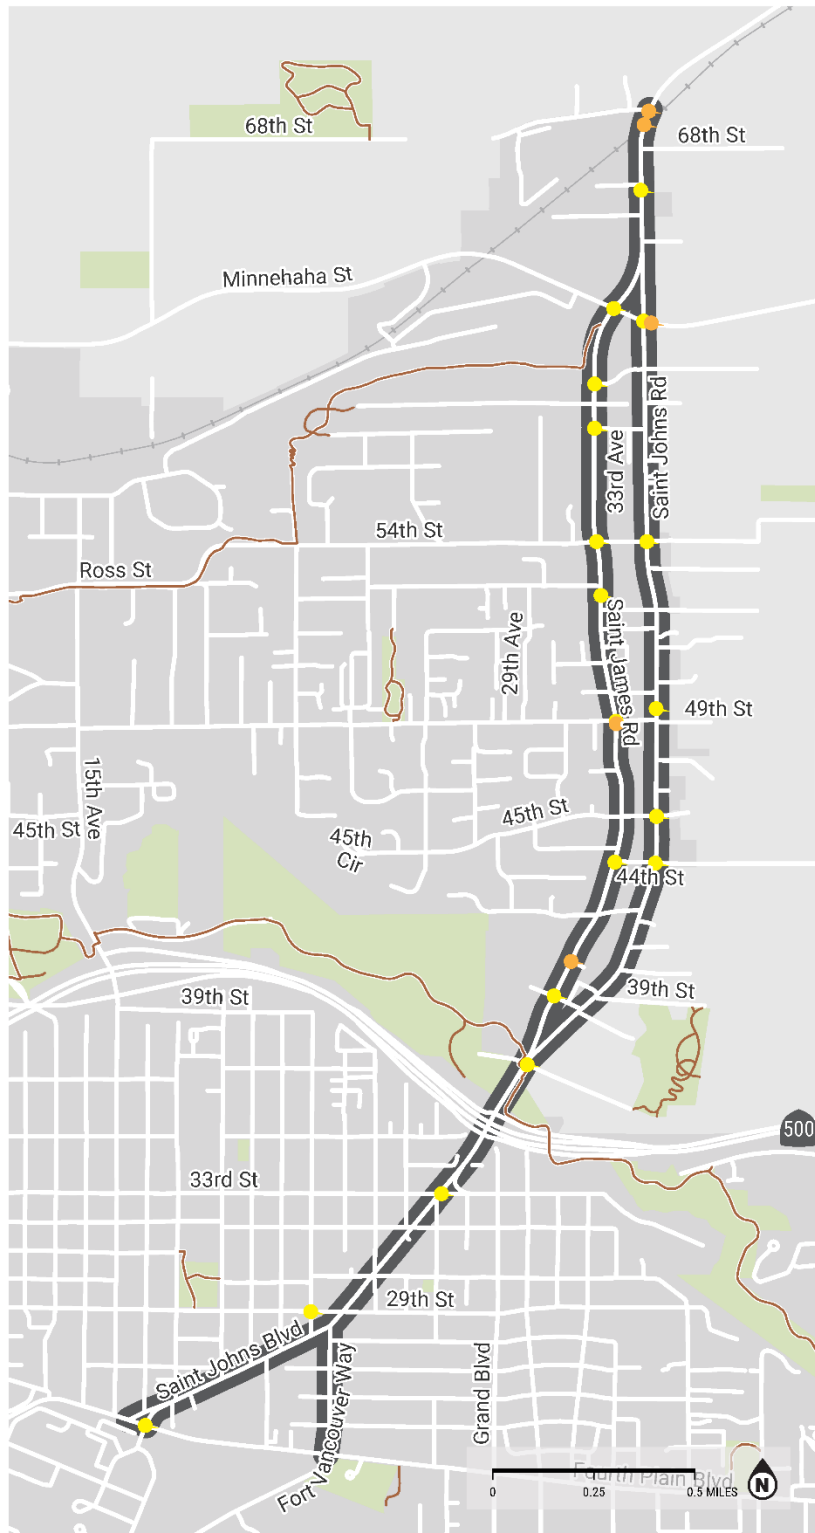 68th St
68th St
Minnehaha St
Saint Johns Rd
33rd Ave
54th St
Ross St
29th Ave
Saint James Rd
49th St
15th Ave
45th St
45th St
45th
Cir
44th St
39th St
39th St
500
33rd St
29th St
Saint Johns Blvd
Fort Vancouver Way
Grand Blvd
Fourth Plain Blvd
0
0.25
0.5 MILES
N